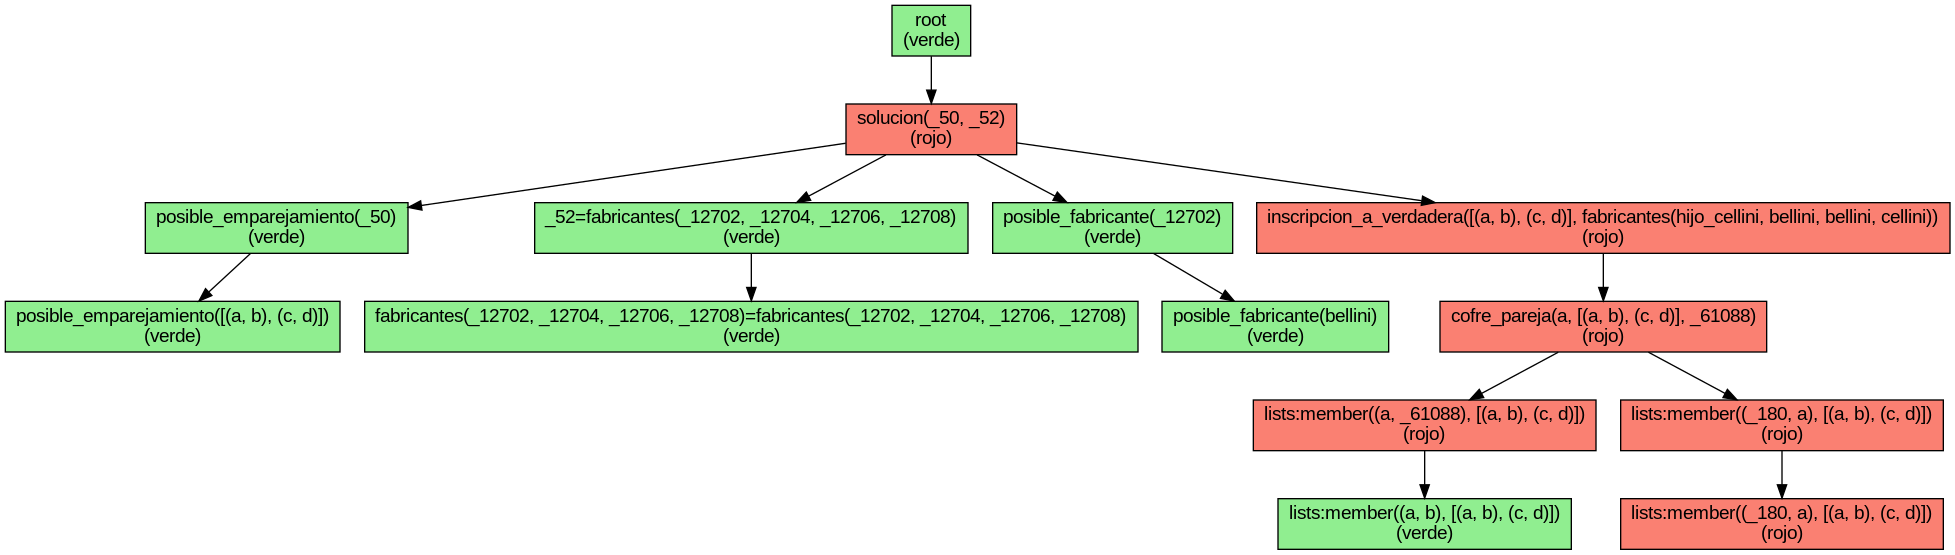 root
(verde)
solucion(_50, _52)
(rojo)
posible_emparejamiento(_50)
(verde)
_52=fabricantes(_12702, _12704, _12706, _12708)
(verde)
posible_fabricante(_12702)
(verde)
inscripcion_a_verdadera([(a, b), (c, d)], fabricantes(hijo_cellini, bellini, bellini, cellini))
(rojo)
posible_emparejamiento([(a, b), (c, d)])
(verde)
fabricantes(_12702, _12704, _12706, _12708)=fabricantes(_12702, _12704, _12706, _12708)
(verde)
posible_fabricante(bellini)
(verde)
cofre_pareja(a, [(a, b), (c, d)], _61088)
(rojo)
lists:member((a, _61088), [(a, b), (c, d)])
(rojo)
lists:member((_180, a), [(a, b), (c, d)])
(rojo)
lists:member((a, b), [(a, b), (c, d)])
(verde)
lists:member((_180, a), [(a, b), (c, d)])
(rojo)